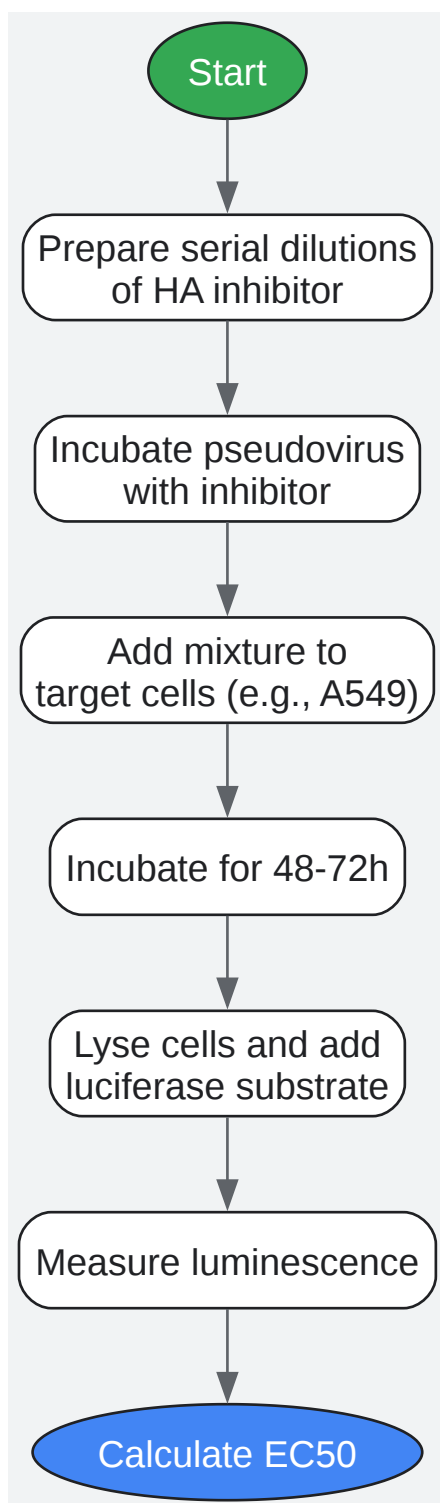 Start
Prepare serial dilutions
of HA inhibitor
Incubate pseudovirus
with inhibitor
Add mixture to
target cells (e.g., A549)
Incubate for 48-72h
Lyse cells and add
luciferase substrate
Measure luminescence
Calculate EC50